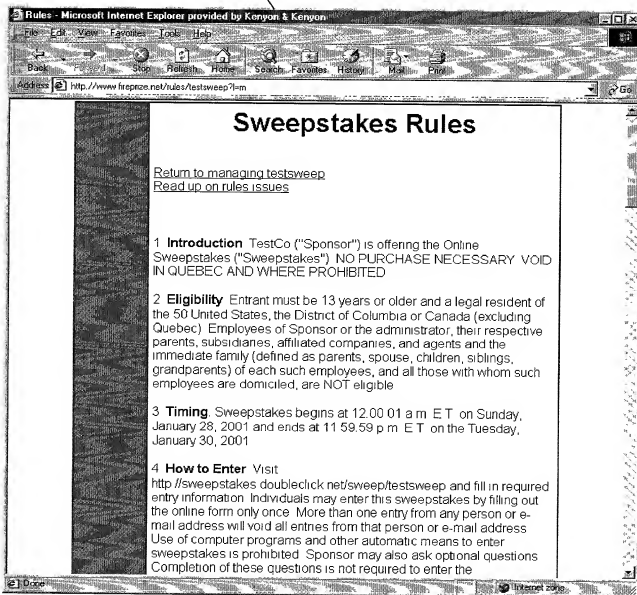 Rules - Microsoft Internet Explorer provided by Kenyon & Kenyon
File Edit View Favorites Tools Help
Back Stop Refresh Home Search Favorites History Mail Print
Address http://www.fireprize.net/rules/testsweep?l=m Go
Sweepstakes Rules
Return to managing testsweep
Read up on rules issues
1 Introduction TestCo ("Sponsor") is offering the Online
Sweepstakes ("Sweepstakes") NO PURCHASE NECESSARY VOID
IN QUEBEC AND WHERE PROHIBITED
2 Eligibility Entrant must be 13 years or older and a legal resident of
the 50 United States, the District of Columbia or Canada (excluding
Quebec) Employees of Sponsor or the administrator, their respective
parents, subsidiaries, affiliated companies, and agents and the
immediate family (defined as parents, spouse, children, siblings,
grandparents) of each such employees, and all those with whom such
employees are domiciled, are NOT eligible
3 Timing. Sweepstakes begins at 12.00 01 a m E T on Sunday,
January 28, 2001 and ends at 11 59.59 p m E T on the Tuesday,
January 30, 2001
4 How to Enter Visit
http //sweepstakes doubleclick net/sweep/testsweep and fill in required
entry information Individuals may enter this sweepstakes by filling out
the online form only once More than one entry from any person or e-
mail address will void all entries from that person or e-mail address
Use of computer programs and other automatic means to enter
sweepstakes is prohibited Sponsor may also ask optional questions
Completion of these questions is not required to enter the
Done Internet zone